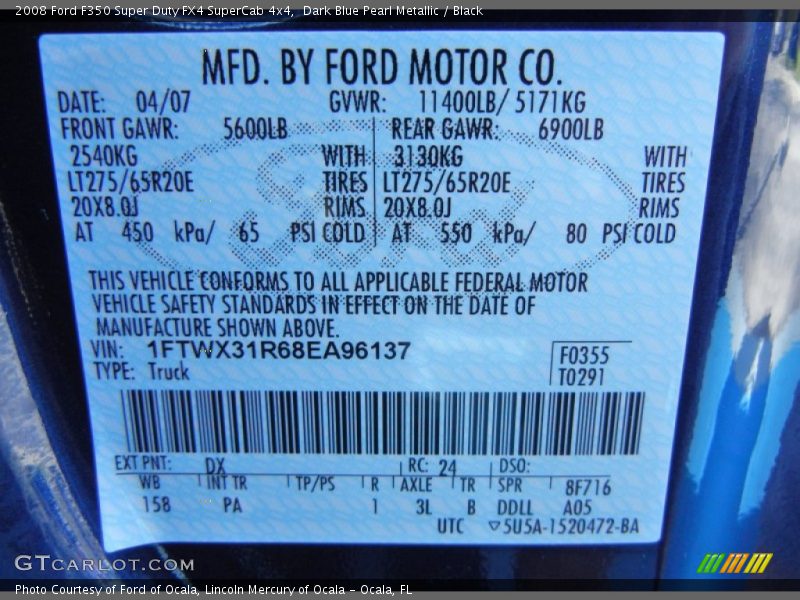 2008 Ford F350 Super Duty FX4 SuperCab 4x4, Dark Blue Pearl Metallic / Black
MFD. BY FORD MOTOR CO.
DATE: 04/07 GVWR: 11400LB/ 5171KG
FRONT GAWR: 5600LB REAR GAWR: 6900LB
2540KG WITH 3130KG WITH
LT275/65R20E TIRES LT275/65R20E TIRES
20X8.0J RIMS 20X8.0J RIMS
AT 450 kPa/ 65 PSI COLD AT 550 kPa/ 80 PSI COLD
THIS VEHICLE CONFORMS TO ALL APPLICABLE FEDERAL MOTOR
VEHICLE SAFETY STANDARDS IN EFFECT ON THE DATE OF
MANUFACTURE SHOWN ABOVE.
VIN: 1FTWX31R68EA96137 F0355
TYPE: Truck T0291
EXT PNT: DX RC: 24 DSO:
WB INT TR TP/PS R AXLE TR SPR 8F716
158 PA 1 3L B DDLL A05
UTC ▽5U5A-1520472-BA
GTCARLOT.COM
Photo Courtesy of Ford of Ocala, Lincoln Mercury of Ocala - Ocala, FL